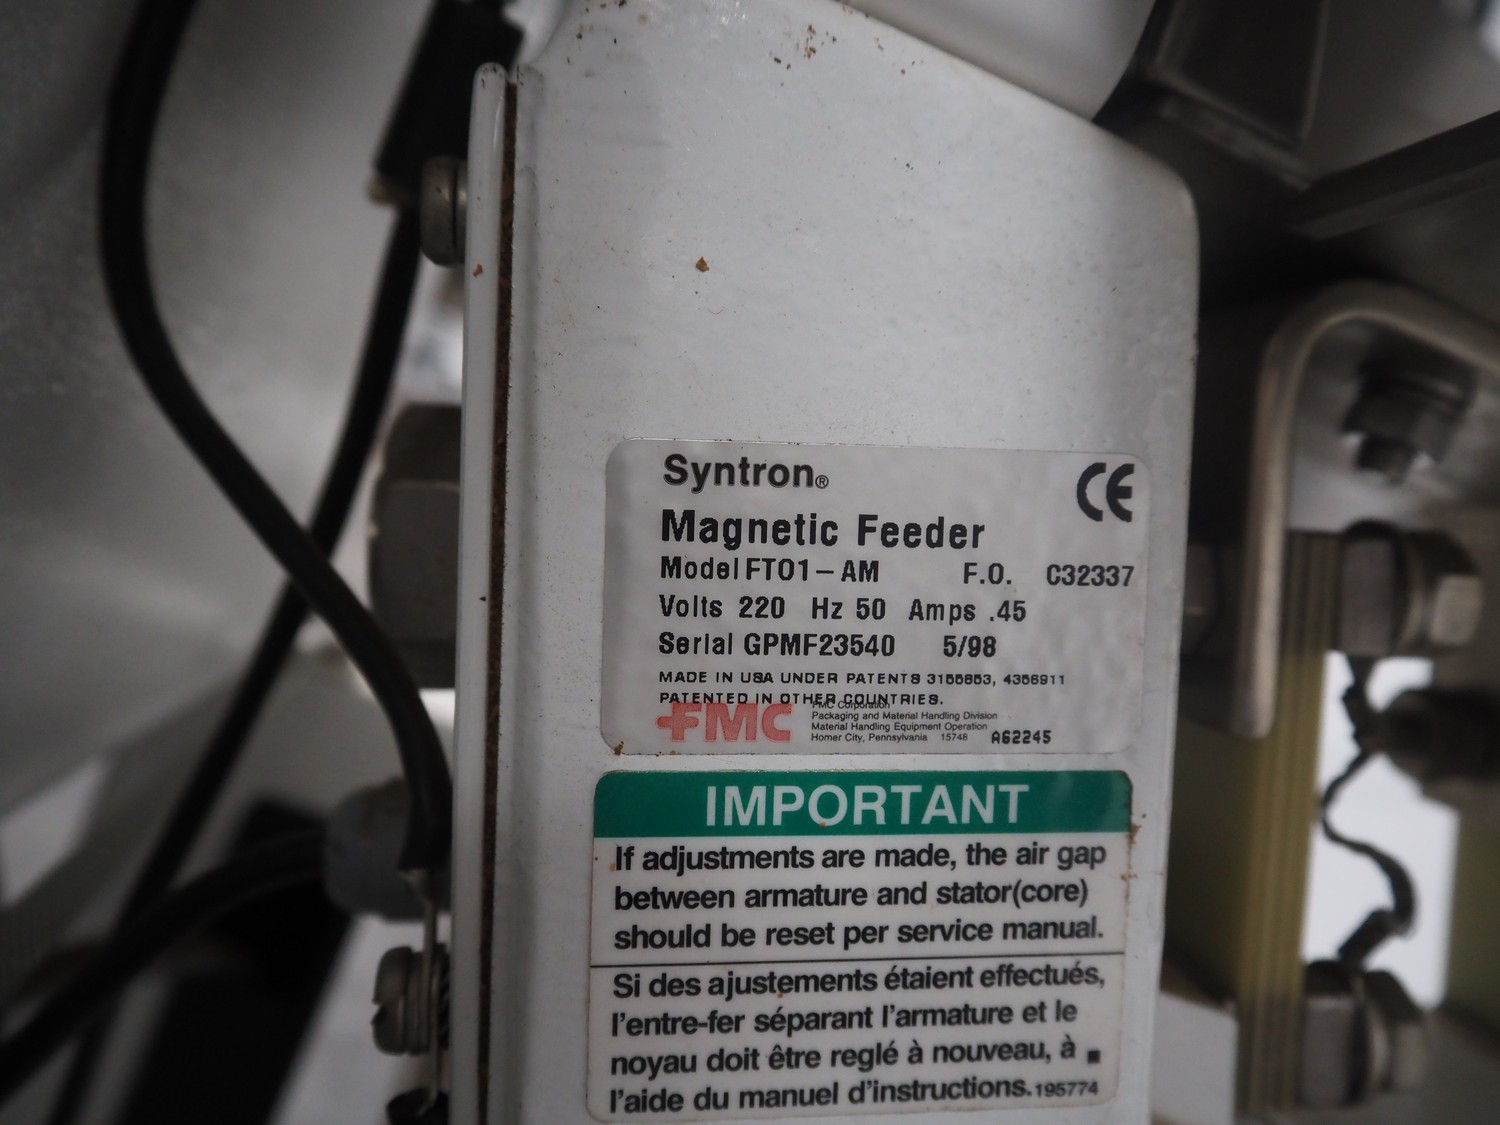 Syntron®
CE
Magnetic Feeder
Model FT01-AM F.O. C32337
Volts 220 Hz 50 Amps .45
Serial GPMF23540 5/98
MADE IN USA UNDER PATENTS 3155853, 4356911
PATENTED IN OTHER COUNTRIES.
FMC
FMC Corporation
Packaging and Material Handling Division
Material Handling Equipment Operation
Homer City, Pennsylvania 15748 A62245
IMPORTANT
If adjustments are made, the air gap
between armature and stator(core)
should be reset per service manual.
Si des ajustements étaient effectués,
l'entre-fer séparant l'armature et le
noyau doit être reglé à nouveau, à
l'aide du manuel d'instructions. 195774